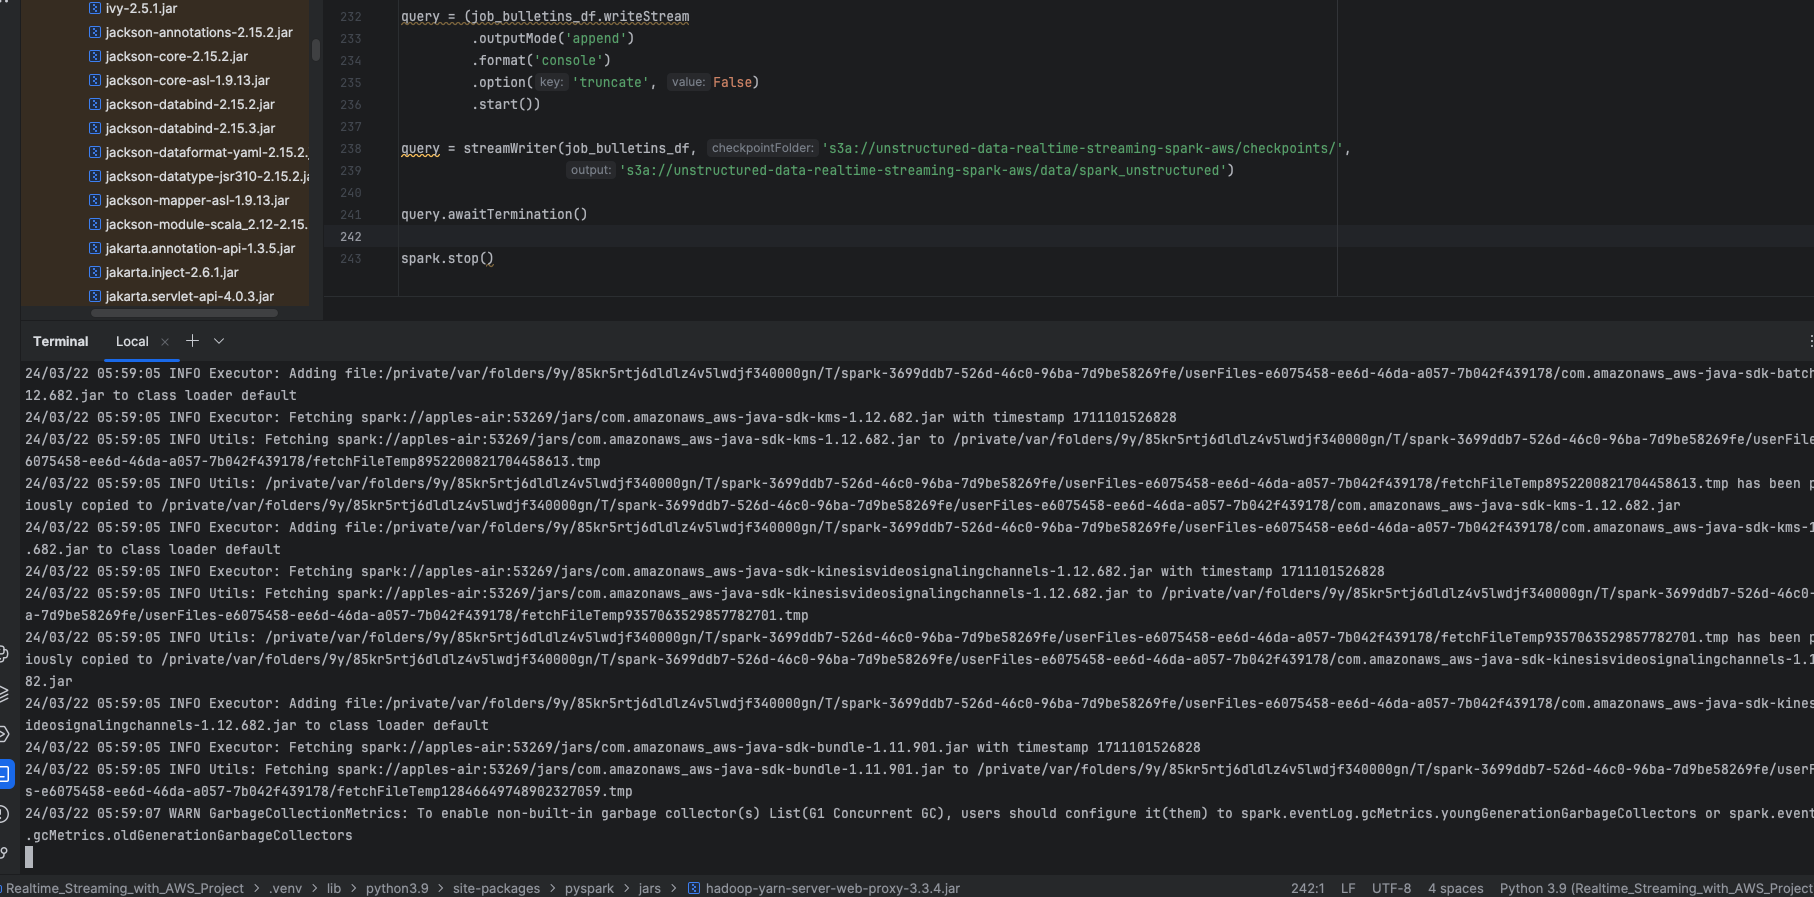 ivy-2.5.1.jar
jackson-annotations-2.15.2.jar
jackson-core-2.15.2.jar
jackson-core-asl-1.9.13.jar
jackson-databind-2.15.2.jar
jackson-databind-2.15.3.jar
jackson-dataformat-yaml-2.15.2.
jackson-datatype-jsr310-2.15.2.ja
jackson-mapper-asl-1.9.13.jar
jackson-module-scala_2.12-2.15.
jakarta.annotation-api-1.3.5.jar
jakarta.inject-2.6.1.jar
jakarta.servlet-api-4.0.3.jar
232 query = (job_bulletins_df.writeStream
233 .outputMode('append')
234 .format('console')
235 .option( key: 'truncate', value: False)
236 .start())
237
238 query = streamWriter(job_bulletins_df, checkpointFolder: 's3a://unstructured-data-realtime-streaming-spark-aws/checkpoints/',
239 output: 's3a://unstructured-data-realtime-streaming-spark-aws/data/spark_unstructured')
240
241 query.awaitTermination()
242
243 spark.stop()
Terminal Local
24/03/22 05:59:05 INFO Executor: Adding file:/private/var/folders/9y/85kr5rtj6dldlz4v5lwdjf340000gn/T/spark-3699ddb7-526d-46c0-96ba-7d9be58269fe/userFiles-e6075458-ee6d-46da-a057-7b042f439178/com.amazonaws_aws-java-sdk-batch
12.682.jar to class loader default
24/03/22 05:59:05 INFO Executor: Fetching spark://apples-air:53269/jars/com.amazonaws_aws-java-sdk-kms-1.12.682.jar with timestamp 1711101526828
24/03/22 05:59:05 INFO Utils: Fetching spark://apples-air:53269/jars/com.amazonaws_aws-java-sdk-kms-1.12.682.jar to /private/var/folders/9y/85kr5rtj6dldlz4v5lwdjf340000gn/T/spark-3699ddb7-526d-46c0-96ba-7d9be58269fe/userFile
6075458-ee6d-46da-a057-7b042f439178/fetchFileTemp8952200821704458613.tmp
24/03/22 05:59:05 INFO Utils: /private/var/folders/9y/85kr5rtj6dldlz4v5lwdjf340000gn/T/spark-3699ddb7-526d-46c0-96ba-7d9be58269fe/userFiles-e6075458-ee6d-46da-a057-7b042f439178/fetchFileTemp8952200821704458613.tmp has been p
iously copied to /private/var/folders/9y/85kr5rtj6dldlz4v5lwdjf340000gn/T/spark-3699ddb7-526d-46c0-96ba-7d9be58269fe/userFiles-e6075458-ee6d-46da-a057-7b042f439178/com.amazonaws_aws-java-sdk-kms-1.12.682.jar
24/03/22 05:59:05 INFO Executor: Adding file:/private/var/folders/9y/85kr5rtj6dldlz4v5lwdjf340000gn/T/spark-3699ddb7-526d-46c0-96ba-7d9be58269fe/userFiles-e6075458-ee6d-46da-a057-7b042f439178/com.amazonaws_aws-java-sdk-kms-1
.682.jar to class loader default
24/03/22 05:59:05 INFO Executor: Fetching spark://apples-air:53269/jars/com.amazonaws_aws-java-sdk-kinesisvideosignalingchannels-1.12.682.jar with timestamp 1711101526828
24/03/22 05:59:05 INFO Utils: Fetching spark://apples-air:53269/jars/com.amazonaws_aws-java-sdk-kinesisvideosignalingchannels-1.12.682.jar to /private/var/folders/9y/85kr5rtj6dldlz4v5lwdjf340000gn/T/spark-3699ddb7-526d-46c0-
a-7d9be58269fe/userFiles-e6075458-ee6d-46da-a057-7b042f439178/fetchFileTemp9357063529857782701.tmp
24/03/22 05:59:05 INFO Utils: /private/var/folders/9y/85kr5rtj6dldlz4v5lwdjf340000gn/T/spark-3699ddb7-526d-46c0-96ba-7d9be58269fe/userFiles-e6075458-ee6d-46da-a057-7b042f439178/fetchFileTemp9357063529857782701.tmp has been p
iously copied to /private/var/folders/9y/85kr5rtj6dldlz4v5lwdjf340000gn/T/spark-3699ddb7-526d-46c0-96ba-7d9be58269fe/userFiles-e6075458-ee6d-46da-a057-7b042f439178/com.amazonaws_aws-java-sdk-kinesisvideosignalingchannels-1.1
82.jar
24/03/22 05:59:05 INFO Executor: Adding file:/private/var/folders/9y/85kr5rtj6dldlz4v5lwdjf340000gn/T/spark-3699ddb7-526d-46c0-96ba-7d9be58269fe/userFiles-e6075458-ee6d-46da-a057-7b042f439178/com.amazonaws_aws-java-sdk-kines
ideosignalingchannels-1.12.682.jar to class loader default
24/03/22 05:59:05 INFO Executor: Fetching spark://apples-air:53269/jars/com.amazonaws_aws-java-sdk-bundle-1.11.901.jar with timestamp 1711101526828
24/03/22 05:59:05 INFO Utils: Fetching spark://apples-air:53269/jars/com.amazonaws_aws-java-sdk-bundle-1.11.901.jar to /private/var/folders/9y/85kr5rtj6dldlz4v5lwdjf340000gn/T/spark-3699ddb7-526d-46c0-96ba-7d9be58269fe/userF
s-e6075458-ee6d-46da-a057-7b042f439178/fetchFileTemp12846649748902327059.tmp
24/03/22 05:59:07 WARN GarbageCollectionMetrics: To enable non-built-in garbage collector(s) List(G1 Concurrent GC), users should configure it(them) to spark.eventLog.gcMetrics.youngGenerationGarbageCollectors or spark.event
.gcMetrics.oldGenerationGarbageCollectors
Realtime_Streaming_with_AWS_Project > .venv > lib > python3.9 > site-packages > pyspark > jars > hadoop-yarn-server-web-proxy-3.3.4.jar 242:1 LF UTF-8 4 spaces Python 3.9 (Realtime_Streaming_with_AWS_Project